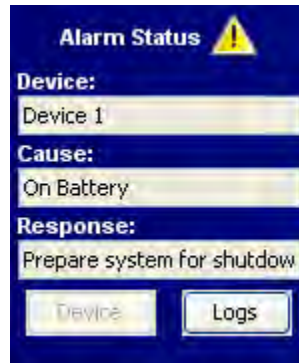 Alarm Status
Device:
Device 1
Cause:
On Battery
Response:
Prepare system for shutdow
Device
Logs